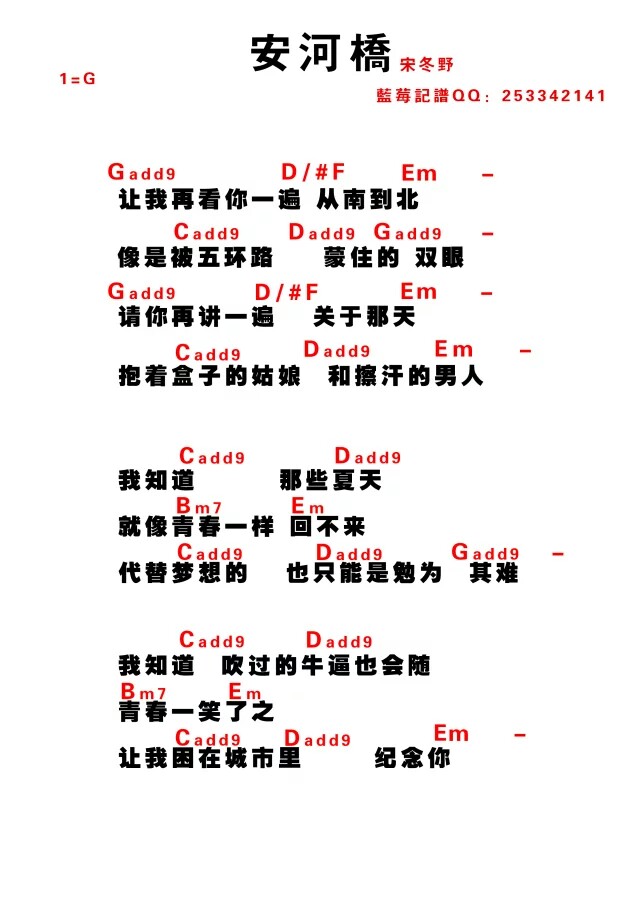 安河橋 宋冬野
1=G
藍莓記譜QQ：253342141
Gadd9 D/#F Em –
让我再看你一遍 从南到北
Cadd9 Dadd9 Gadd9 –
像是被五环路 蒙住的 双眼
Gadd9 D/#F Em –
请你再讲一遍 关于那天
Cadd9 Dadd9 Em –
抱着盒子的姑娘 和擦汗的男人
Cadd9 Dadd9
我知道 那些夏天
Bm7 Em
就像青春一样 回不来
Cadd9 Dadd9 Gadd9 –
代替梦想的 也只能是勉为 其难
Cadd9 Dadd9
我知道 吹过的牛逼也会随
Bm7 Em
青春一笑了之
Cadd9 Dadd9 Em –
让我困在城市里 纪念你